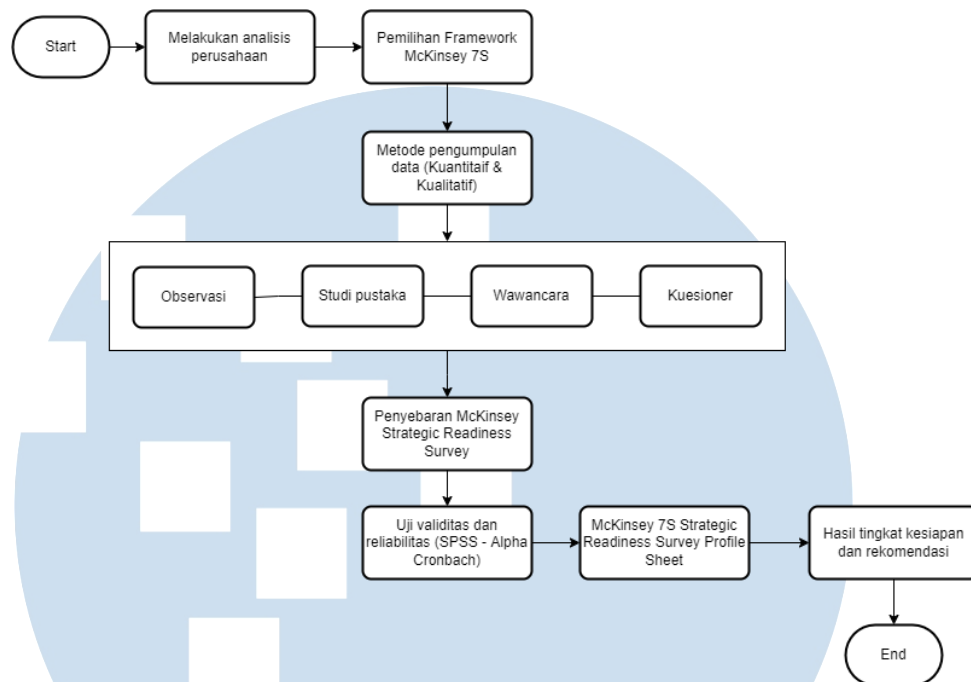 Start
Melakukan analisis
perusahaan
Pemilihan Framework
McKinsey 7S
Metode pengumpulan
data (Kuantitaif &
Kualitatif)
Observasi
Studi pustaka
Wawancara
Kuesioner
Penyebaran McKinsey
Strategic Readiness
Survey
Uji validitas dan
reliabilitas (SPSS - Alpha
Cronbach)
McKinsey 7S Strategic
Readiness Survey Profile
Sheet
Hasil tingkat kesiapan
dan rekomendasi
End